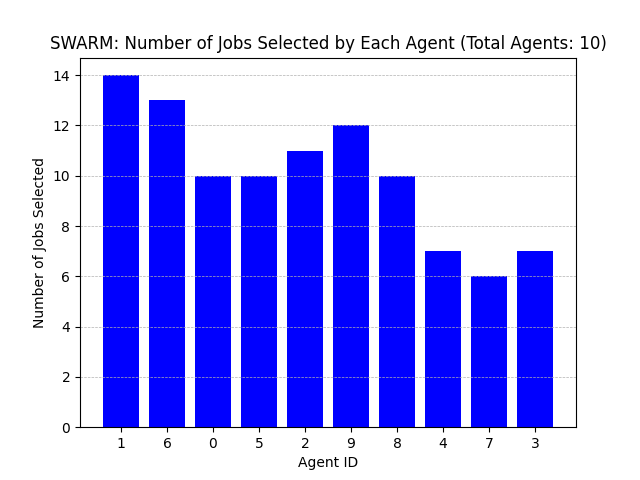 SWARM: Number of Jobs Selected by Each Agent (Total Agents: 10)
14
12
10
8
6
4
2
0
Number of Jobs Selected
1 6 0 5 2 9 8 4 7 3
Agent ID